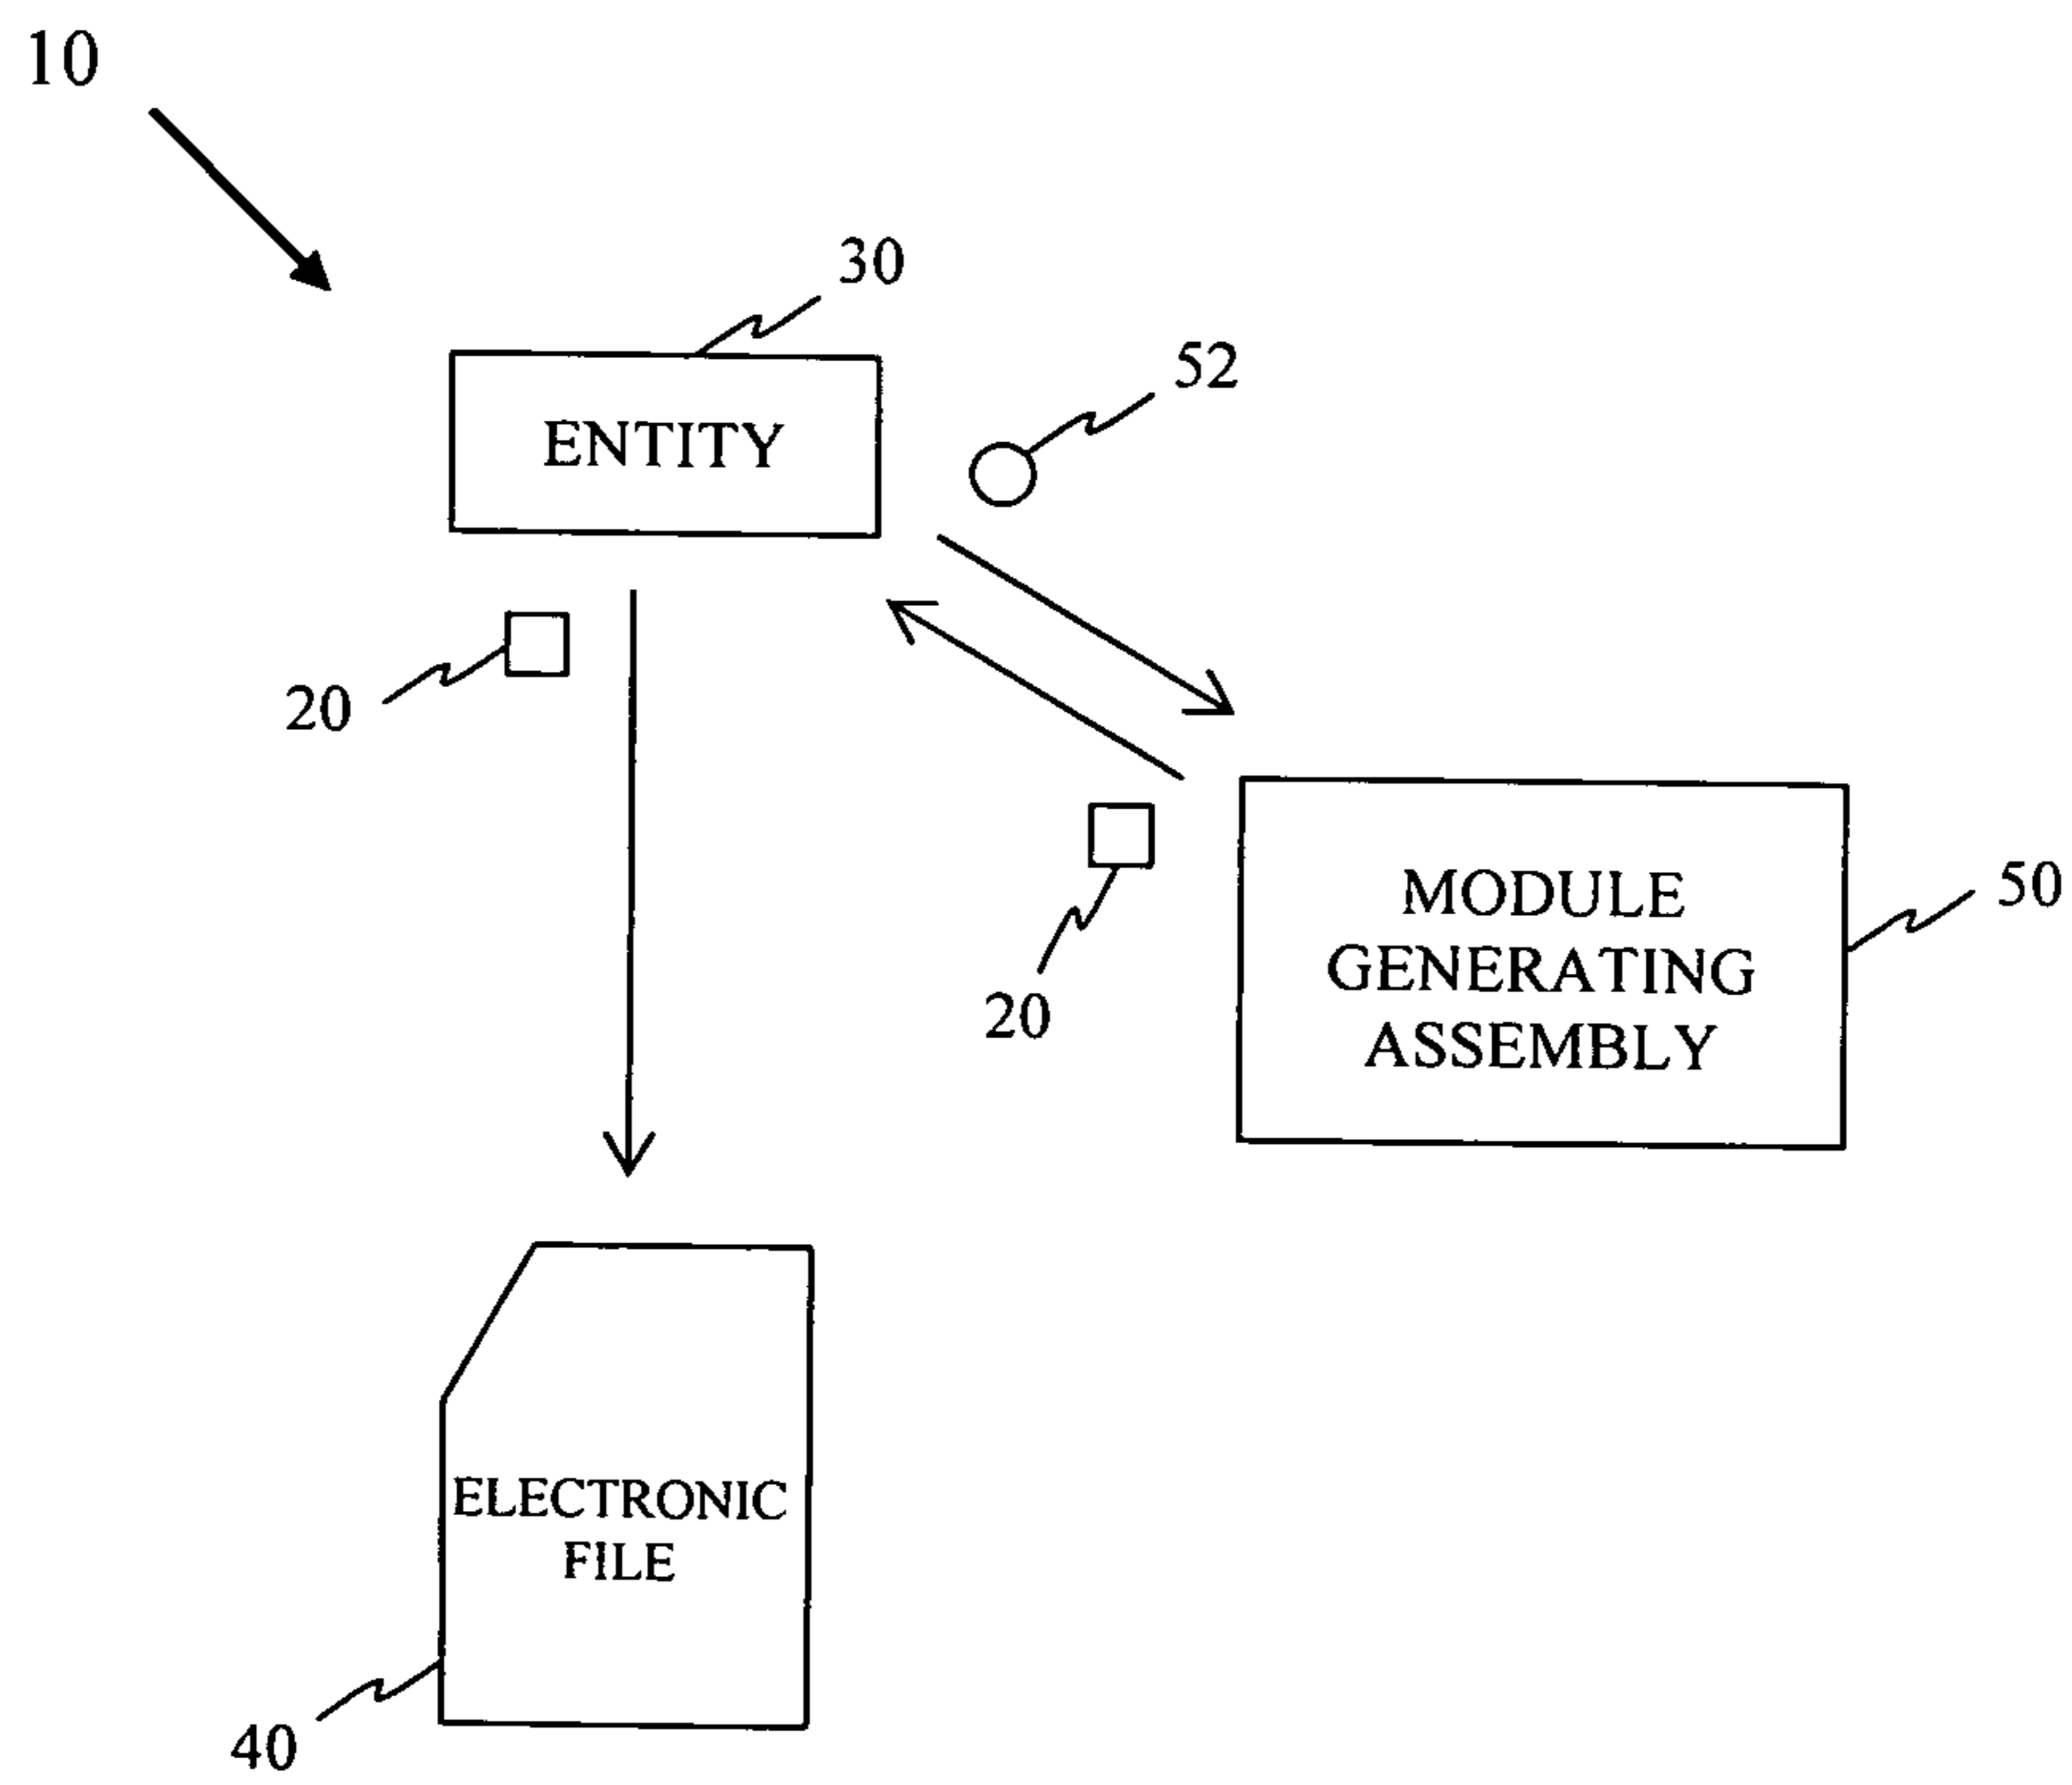 10
30
52
ENTITY
20
20
MODULE
GENERATING
ASSEMBLY
50
ELECTRONIC
FILE
40